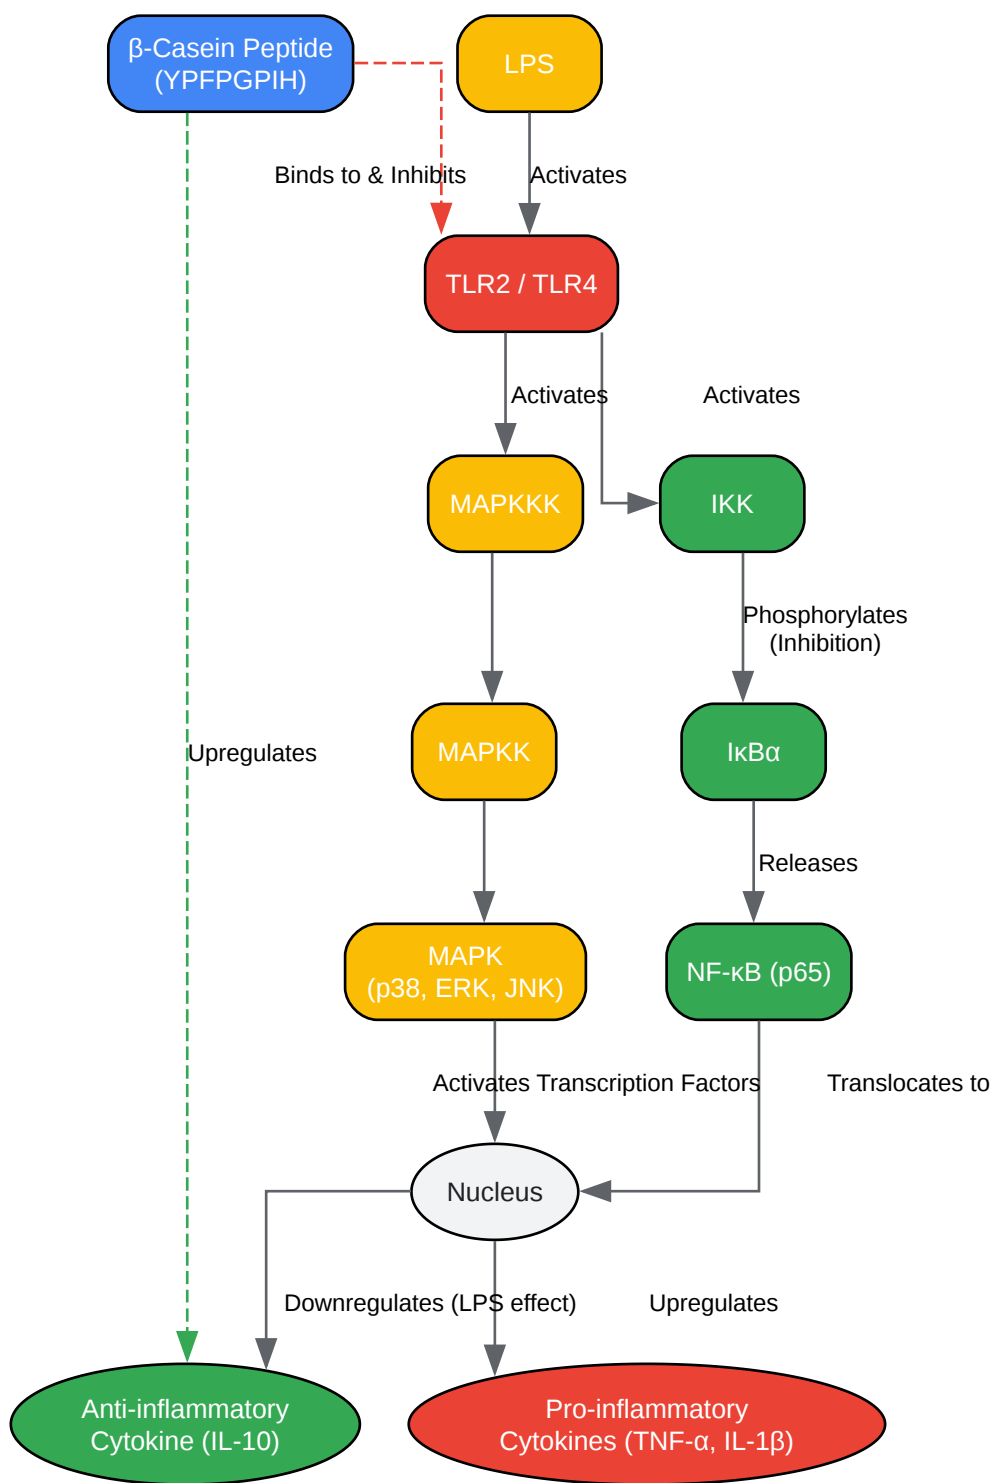 β-Casein Peptide
(YPFPGPIH)
LPS
Binds to & Inhibits
Activates
TLR2 / TLR4
Activates
Activates
MAPKKK
IKK
Phosphorylates
(Inhibition)
Upregulates
MAPKK
IκBα
Releases
MAPK
(p38, ERK, JNK)
NF-κB (p65)
Activates Transcription Factors
Translocates to
Nucleus
Downregulates (LPS effect)
Upregulates
Anti-inflammatory
Cytokine (IL-10)
Pro-inflammatory
Cytokines (TNF-α, IL-1β)